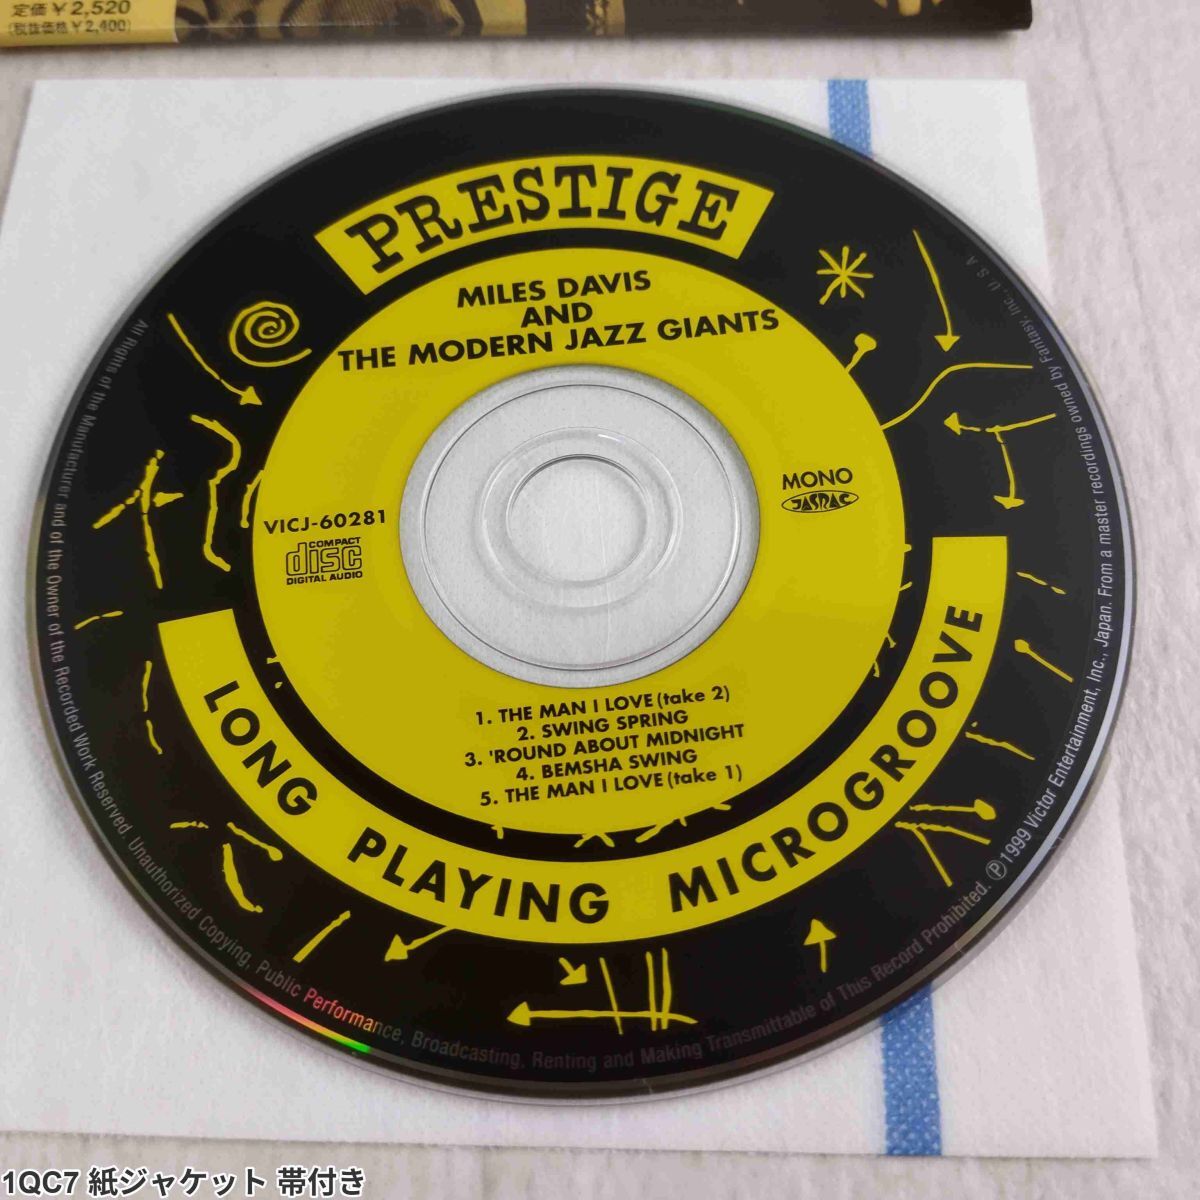 定価¥2,520
(税抜価格¥2,400)
PRESTIGE
MILES DAVIS
AND
THE MODERN JAZZ GIANTS
VICJ-60281
COMPACT
disc
DIGITAL AUDIO
MONO
JASRAC
1. THE MAN I LOVE (take 2)
2. SWING SPRING
3. 'ROUND ABOUT MIDNIGHT
4. BEMSHA SWING
5. THE MAN I LOVE (take 1)
LONG PLAYING MICROGROOVE
All Rights of the Manufacturer and of the Owner of the Recorded Work Reserved. Unauthorized Copying, Public Performance, Broadcasting, Renting and Making Transmittable of This Record Prohibited. Ⓟ1999 Victor Entertainment, Inc., Japan. From a master recordings owned by Fantasy, Inc., U.S.A
1QC7 紙ジャケット 帯付き